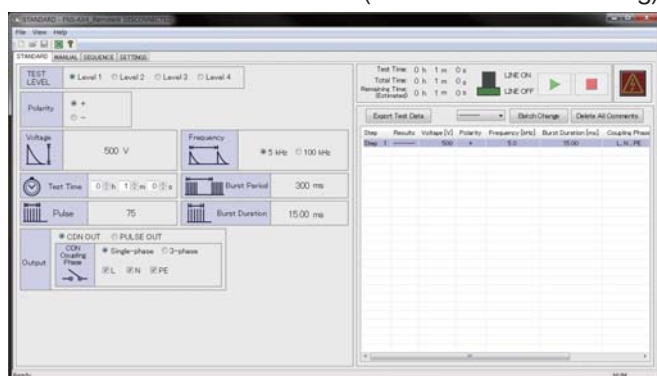 STANDARD - FNS-AX4_Remote※ DISCONNECTED
File View Help
STANDARD MANUAL SEQUENCE SETTINGS
TEST LEVEL Level 1 Level 2 Level 3 Level 4
Polarity + -
Voltage 500 V
Frequency 5 kHz 100 kHz
Test Time 0 h 1 m 0 s
Burst Period 300 ms
Pulse 75
Burst Duration 15.00 ms
Output CDN OUT PULSE OUT
CDN Coupling Phase Single-phase 3-phase
L N PE
Test Time 0 h 1 m 0 s
Total Time 0 h 1 m 0 s
Remaining Time (Estimated) 0 h 1 m 0 s
LINE ON
LINE OFF
Export Test Data Batch Change Delete All Comments
Step Results Voltage [V] Polarity Frequency [kHz] Burst Duration [ms] Coupling Phase
Step 1 500 + 5.0 15.00 L, N, PE
Ready
NUM